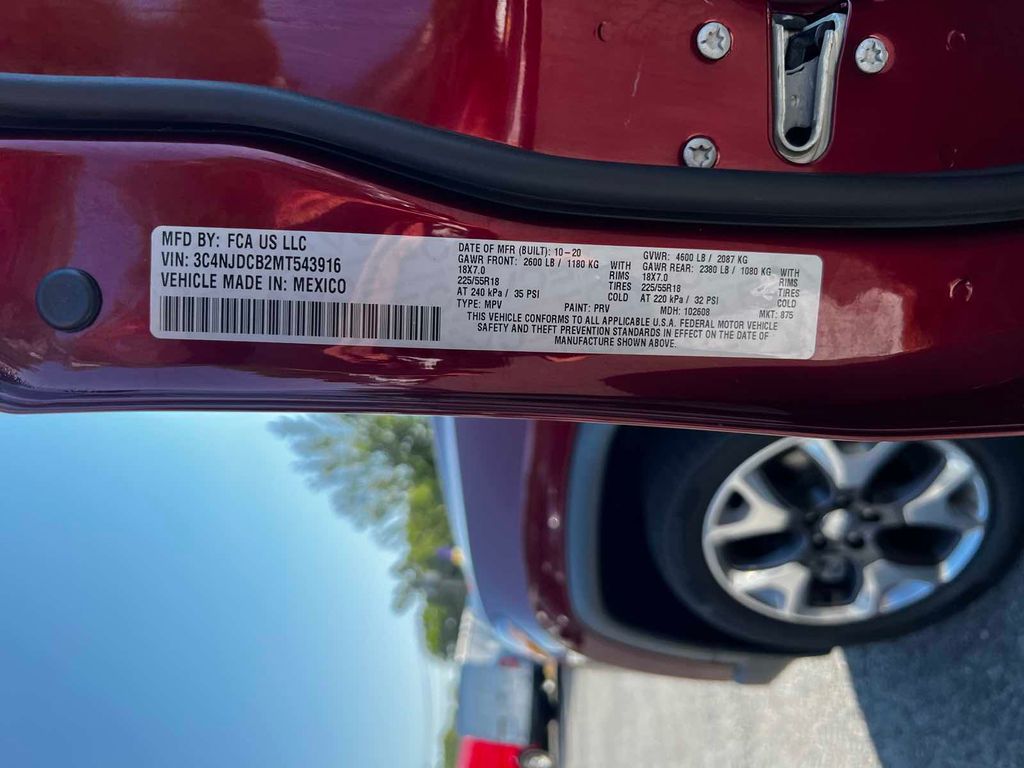 MFD BY: FCA US LLC
VIN: 3C4NJDCB2MT543916
VEHICLE MADE IN: MEXICO
DATE OF MFR (BUILT): 10-20
GAWR FRONT: 2600 LB / 1180 KG WITH
18X7.0 RIMS
225/55R18 TIRES
AT 240 kPa / 35 PSI COLD
TYPE: MPV
PAINT: PRV
GVWR: 4600 LB / 2087 KG
GAWR REAR: 2380 LB / 1080 KG WITH
18X7.0 RIMS
225/55R18 TIRES
AT 220 kPa / 32 PSI COLD
MDH: 102608
MKT: 875
THIS VEHICLE CONFORMS TO ALL APPLICABLE U.S.A. FEDERAL MOTOR VEHICLE
SAFETY AND THEFT PREVENTION STANDARDS IN EFFECT ON THE DATE OF
MANUFACTURE SHOWN ABOVE.